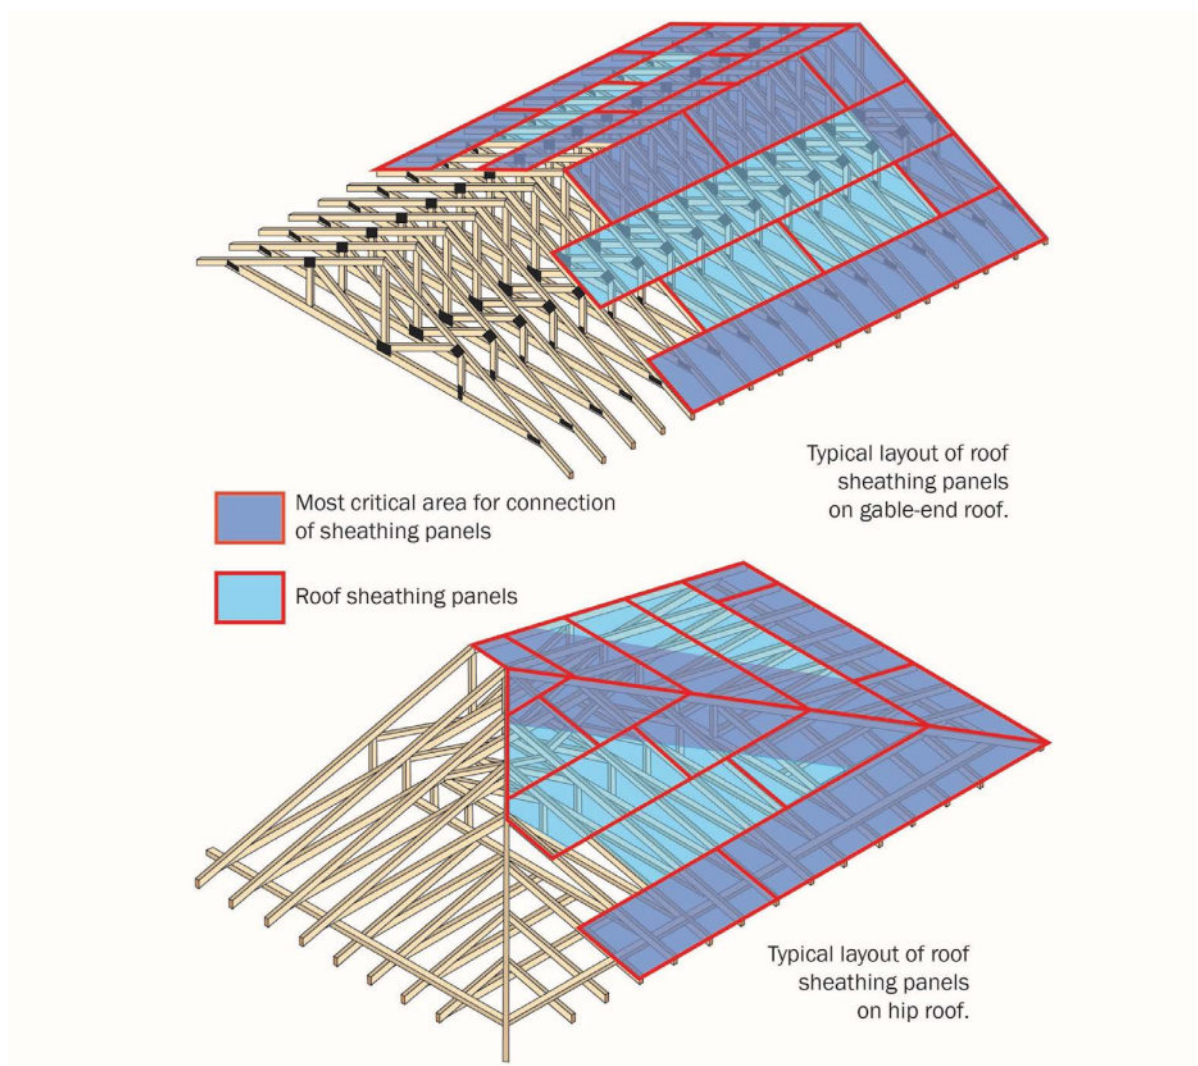 Typical layout of roof
sheathing panels
on gable-end roof.
Most critical area for connection
of sheathing panels
Roof sheathing panels
Typical layout of roof
sheathing panels
on hip roof.